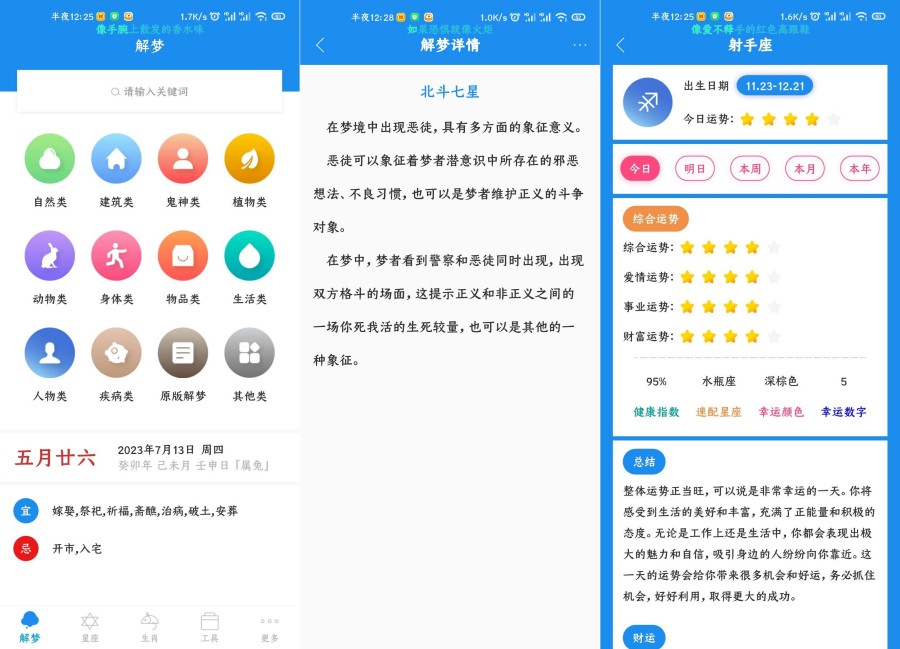 半夜12:25
1.7K/s
像手腕上散发的香水味
解梦
请输入关键词
自然类 建筑类 鬼神类 植物类
动物类 身体类 物品类 生活类
人物类 疾病类 原版解梦 其他类
五月廿六
2023年7月13日 周四
癸卯年 己未月 壬申日「属兔」
宜 嫁娶,祭祀,祈福,斋醮,治病,破土,安葬
忌 开市,入宅
解梦 星座 生肖 工具 更多
半夜12:28
1.0K/s
如果恐惧就像火炬
解梦详情
北斗七星
在梦境中出现恶徒,具有多方面的象征意义。
恶徒可以象征着梦者潜意识中所存在的邪恶
想法、不良习惯,也可以是梦者维护正义的斗争
对象。
在梦中,梦者看到警察和恶徒同时出现,出现
双方格斗的场面,这提示正义和非正义之间的
一场你死我活的生死较量,也可以是其他的一
种象征。
半夜12:25
1.6K/s
像爱不释手的红色高跟鞋
射手座
出生日期 11.23-12.21
今日运势:
今日 明日 本周 本月 本年
综合运势
综合运势:
爱情运势:
事业运势:
财富运势:
95% 水瓶座 深棕色 5
健康指数 速配星座 幸运颜色 幸运数字
总结
整体运势正当旺,可以说是非常幸运的一天。你将
感受到生活的美好和丰富,充满了正能量和积极的
态度。无论是工作上还是生活中,你都会表现出极
大的魅力和自信,吸引身边的人纷纷向你靠近。这
一天的运势会给你带来很多机会和好运,务必抓住
机会,好好利用,取得更大的成功。
财运